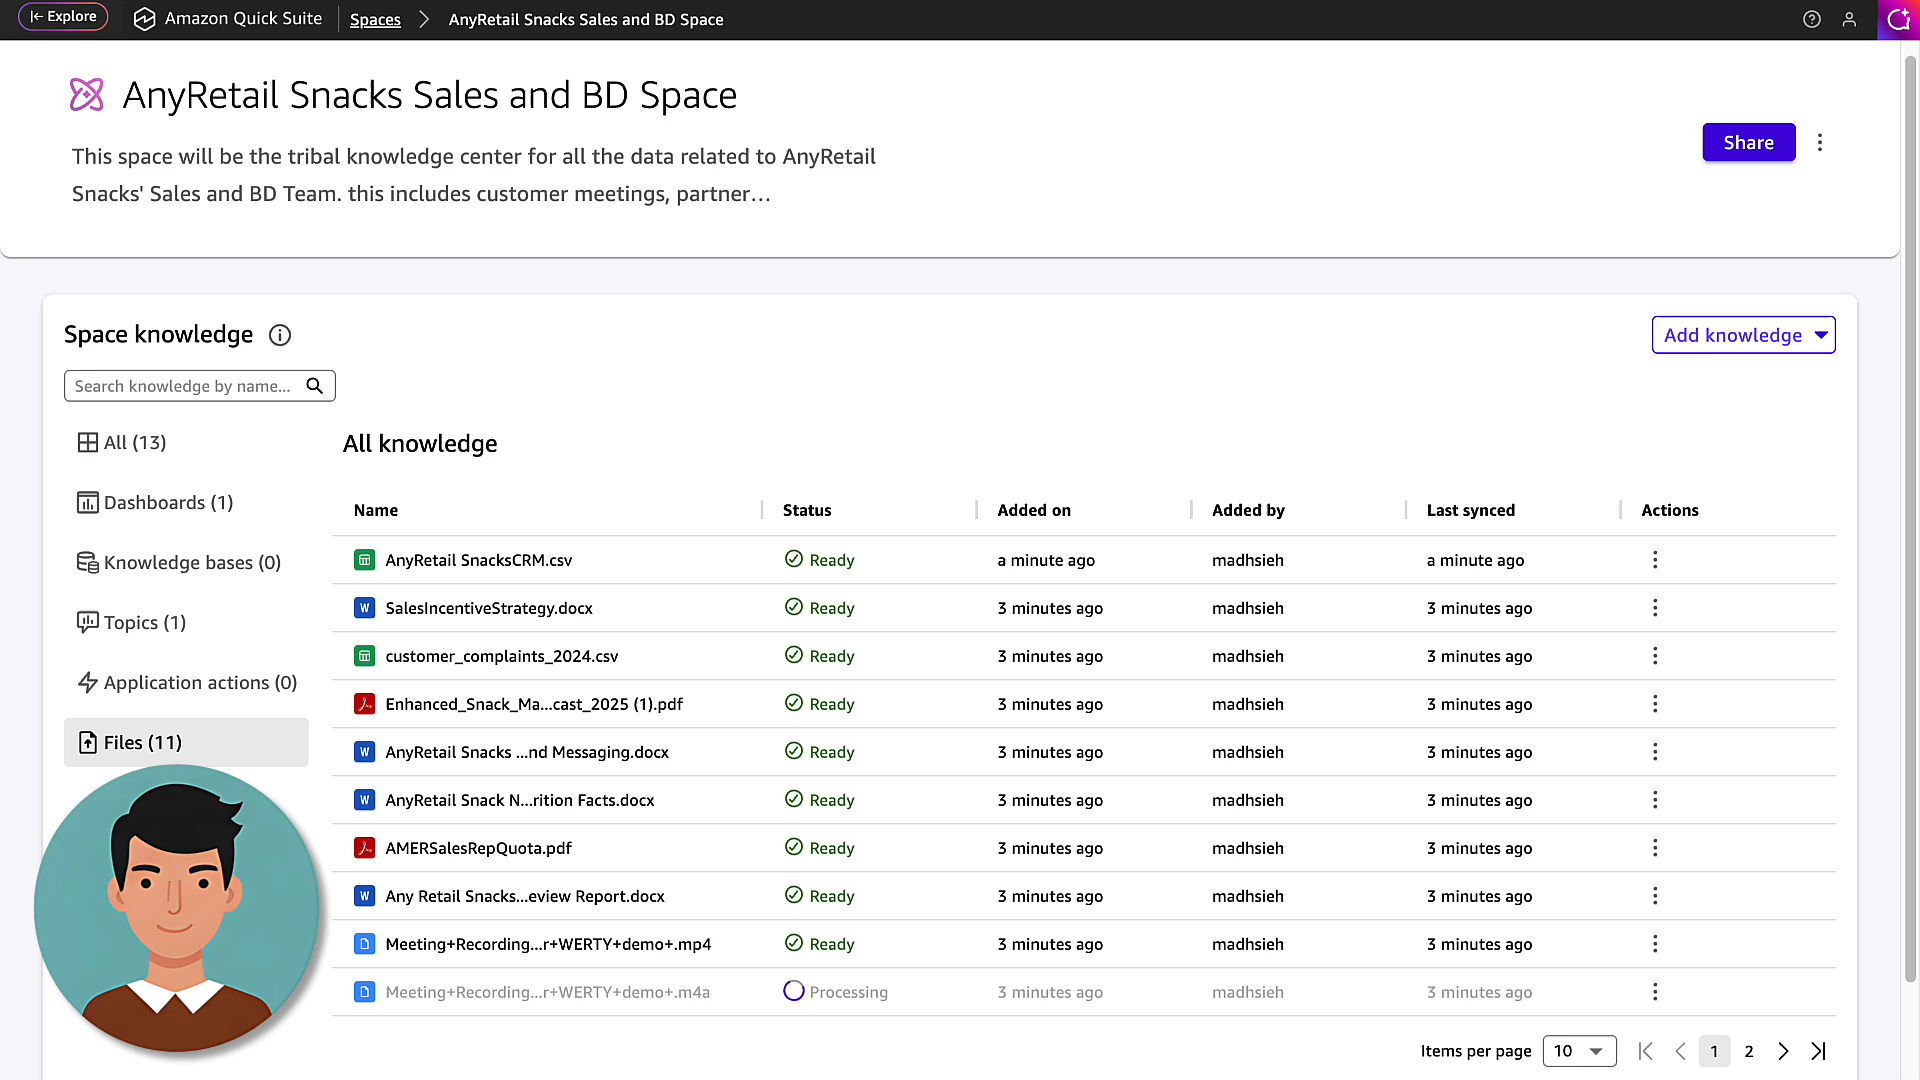 Explore
Amazon Quick Suite
Spaces
AnyRetail Snacks Sales and BD Space
AnyRetail Snacks Sales and BD Space
This space will be the tribal knowledge center for all the data related to AnyRetail
Snacks' Sales and BD Team. this includes customer meetings, partner...
Share
Space knowledge
Add knowledge
Search knowledge by name...
All (13)
Dashboards (1)
Knowledge bases (0)
Topics (1)
Application actions (0)
Files (11)
All knowledge
Name Status Added on Added by Last synced Actions
AnyRetail SnacksCRM.csv Ready a minute ago madhsieh a minute ago
SalesIncentiveStrategy.docx Ready 3 minutes ago madhsieh 3 minutes ago
customer_complaints_2024.csv Ready 3 minutes ago madhsieh 3 minutes ago
Enhanced_Snack_Ma...cast_2025 (1).pdf Ready 3 minutes ago madhsieh 3 minutes ago
AnyRetail Snacks ...nd Messaging.docx Ready 3 minutes ago madhsieh 3 minutes ago
AnyRetail Snack N...rition Facts.docx Ready 3 minutes ago madhsieh 3 minutes ago
AMERSalesRepQuota.pdf Ready 3 minutes ago madhsieh 3 minutes ago
Any Retail Snacks...eview Report.docx Ready 3 minutes ago madhsieh 3 minutes ago
Meeting+Recording...r+WERTY+demo+.mp4 Ready 3 minutes ago madhsieh 3 minutes ago
Meeting+Recording...r+WERTY+demo+.m4a Processing 3 minutes ago madhsieh 3 minutes ago
Items per page 10 1 2